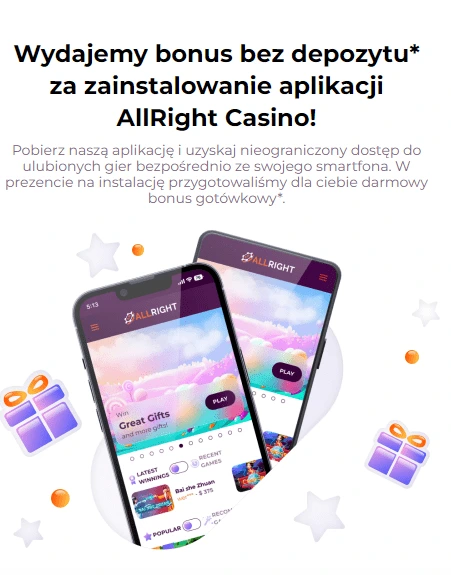 Wydajemy bonus bez depozytu*
za zainstalowanie aplikacji
AllRight Casino!
Pobierz naszą aplikację i uzyskaj nieograniczony dostęp do
ulubionych gier bezpośrednio ze swojego smartfona. W
prezencie na instalację przygotowaliśmy dla ciebie darmowy
bonus gotówkowy*.
5:13
ALLRIGHT
ALLRIGHT
PLAY
Win
Great Gifts
and more gifts!
PLAY
LATEST
WINNINGS
RECENT
GAMES
Bai she Zhuan
- $ 375
POPULAR